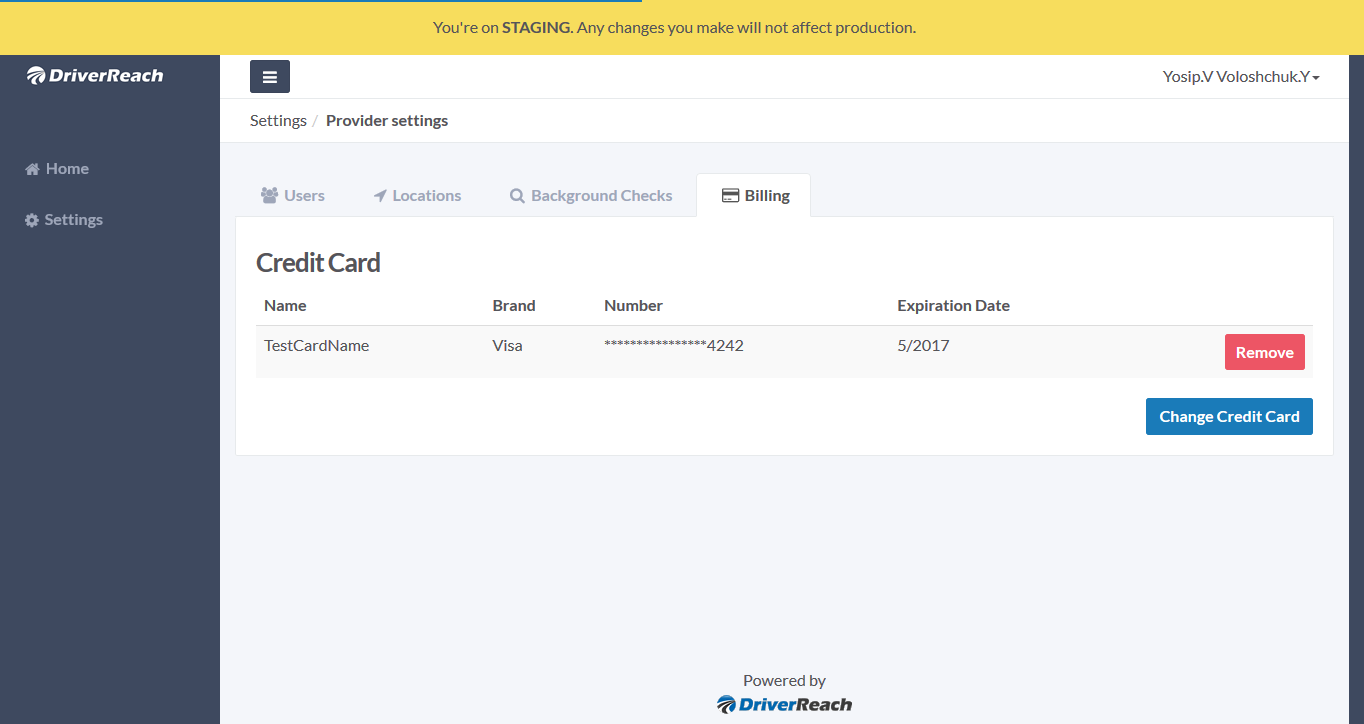 You're on STAGING. Any changes you make will not affect production.
DriverReach
Yosip.V Voloshchuk.Y
Settings / Provider settings
Home
Settings
Users Locations Background Checks Billing
Credit Card
Name Brand Number Expiration Date
TestCardName Visa ****************4242 5/2017 Remove
Change Credit Card
Powered by
DriverReach